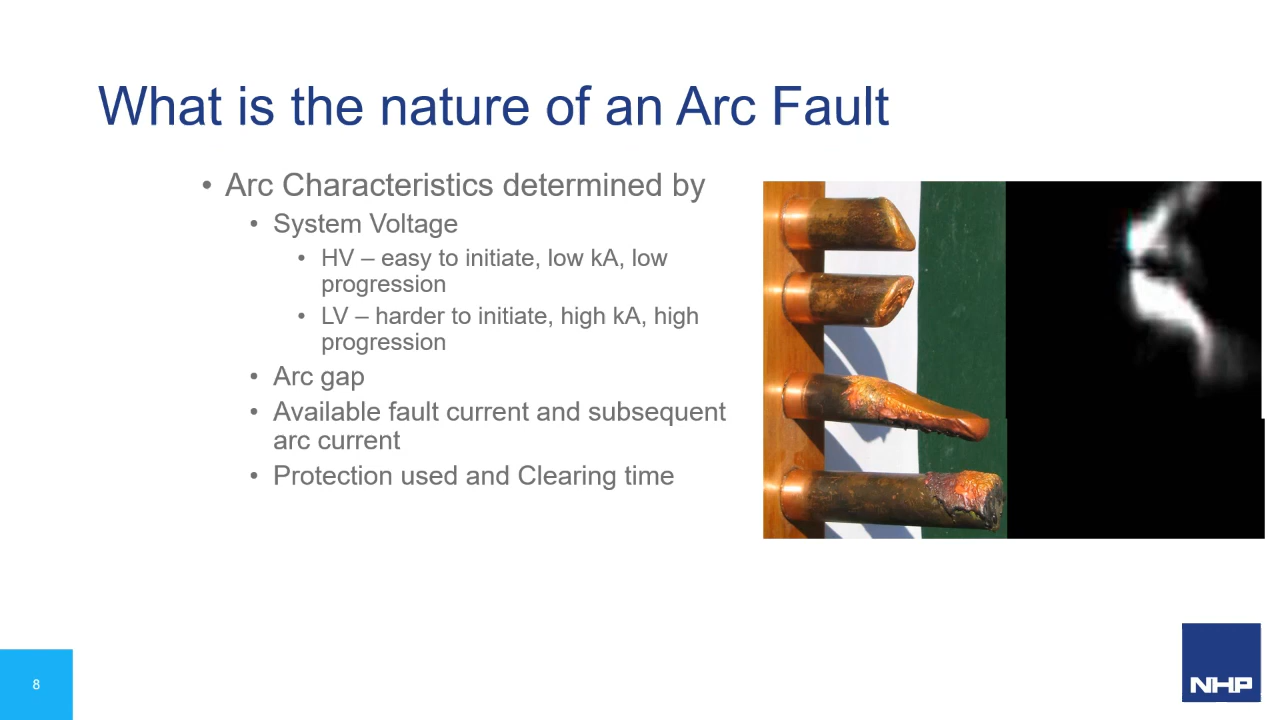 What is the nature of an Arc Fault
• Arc Characteristics determined by
• System Voltage
• HV – easy to initiate, low kA, low
progression
• LV – harder to initiate, high kA, high
progression
• Arc gap
• Available fault current and subsequent
arc current
• Protection used and Clearing time
8
NHP